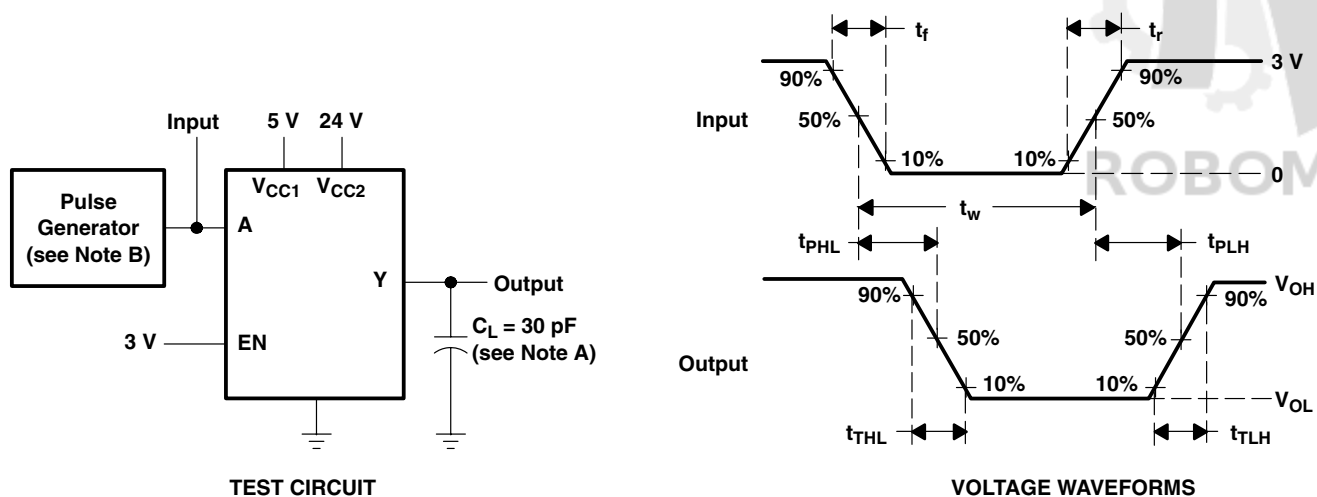 Input
5 V 24 V
Pulse
Generator
(see Note B)
VCC1 VCC2
A
Y
Output
3 V
EN
CL = 30 pF
(see Note A)
TEST CIRCUIT
tf
tr
3 V
90%
90%
Input
50%
50%
10%
10%
0
ROBOM
tw
tPHL
tPLH
VOH
90%
90%
50%
50%
Output
10%
10%
VOL
tTHL
tTLH
VOLTAGE WAVEFORMS